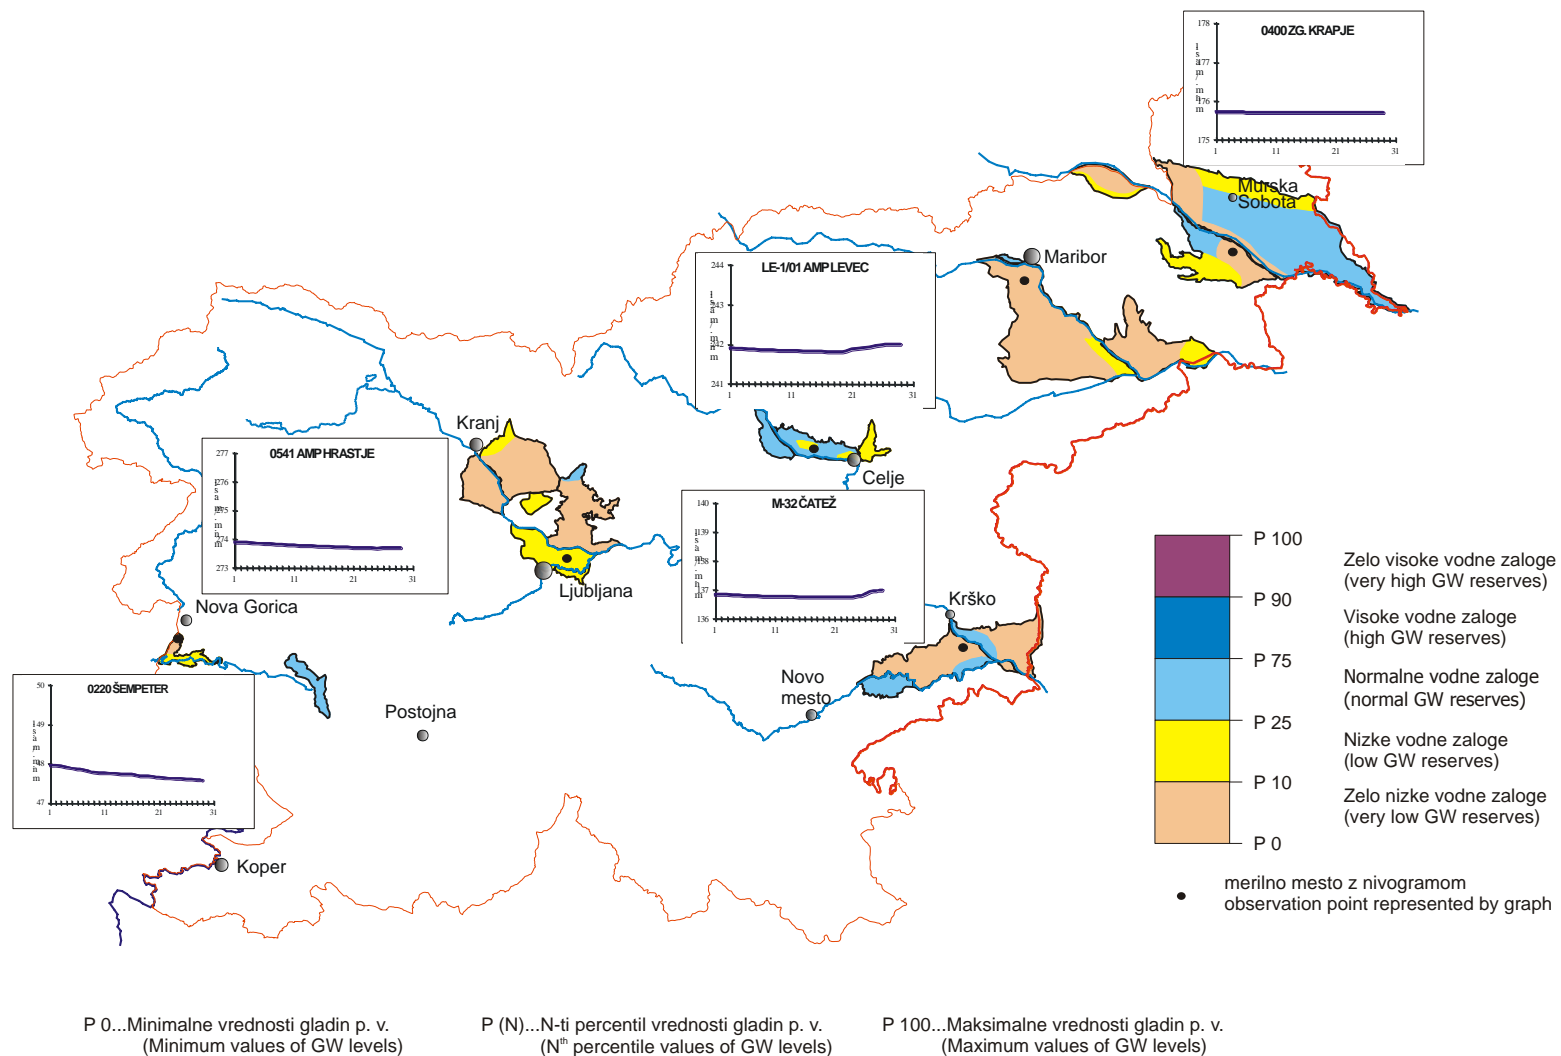 0400 ZG. KRAPJE
178
177
176
175
1
11
21
31
Murska
Sobota
Maribor
LE-1/01 AMP LEVEC
244
243
242
241
1
11
21
31
Kranj
Celje
0541 AMP HRASTJE
277
276
275
274
273
1
11
21
31
Ljubljana
M-32 ČATEŽ
140
139
138
137
136
1
11
21
31
Nova Gorica
Krško
Novo
mesto
0220 ŠEMPETER
50
49
48
47
1
11
21
31
Postojna
Koper
P 100
Zelo visoke vodne zaloge
(very high GW reserves)
P 90
Visoke vodne zaloge
(high GW reserves)
P 75
Normalne vodne zaloge
(normal GW reserves)
P 25
Nizke vodne zaloge
(low GW reserves)
P 10
Zelo nizke vodne zaloge
(very low GW reserves)
P 0
merilno mesto z nivogramom
observation point represented by graph
P 0...Minimalne vrednosti gladin p. v.
(Minimum values of GW levels)
P (N)...N-ti percentil vrednosti gladin p. v.
(Nth percentile values of GW levels)
P 100...Maksimalne vrednosti gladin p. v.
(Maximum values of GW levels)